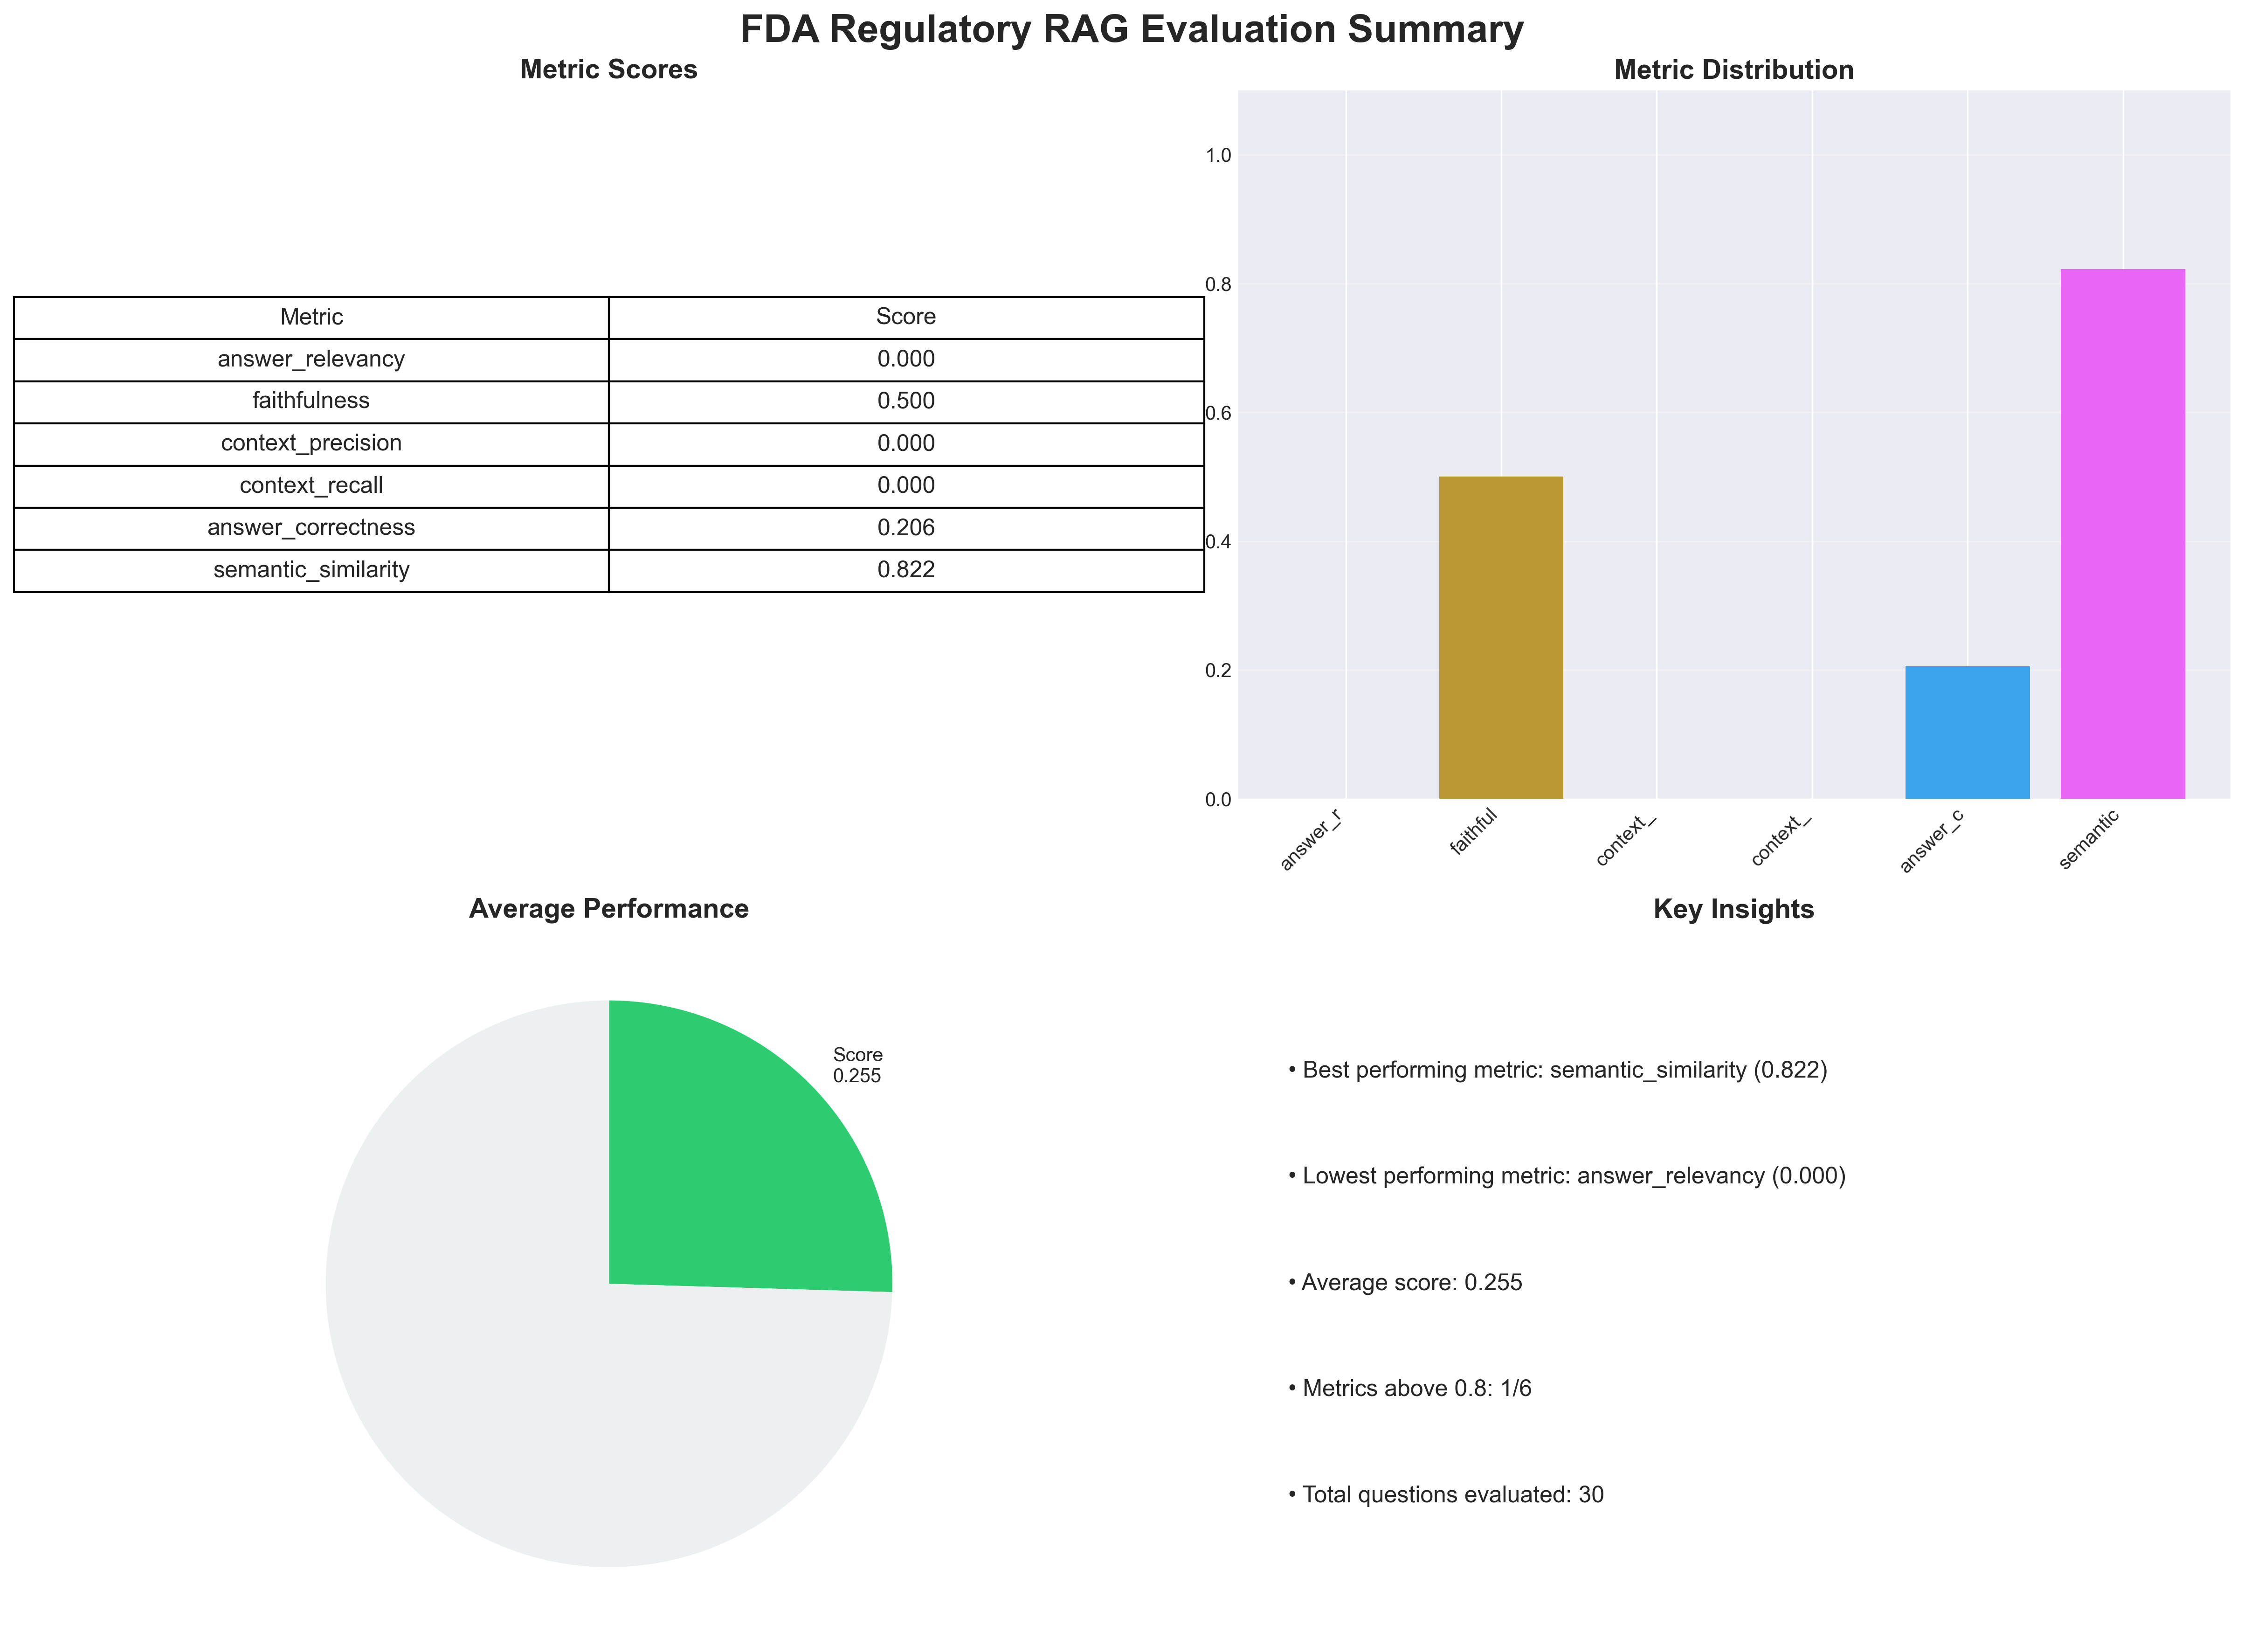 FDA Regulatory RAG Evaluation Summary
Metric Scores
Metric Score
answer_relevancy 0.000
faithfulness 0.500
context_precision 0.000
context_recall 0.000
answer_correctness 0.206
semantic_similarity 0.822
Metric Distribution
1.0
0.8
0.6
0.4
0.2
0.0
answer_r
faithful
context_
context_
answer_c
semantic
Average Performance
Score
0.255
Key Insights
• Best performing metric: semantic_similarity (0.822)
• Lowest performing metric: answer_relevancy (0.000)
• Average score: 0.255
• Metrics above 0.8: 1/6
• Total questions evaluated: 30